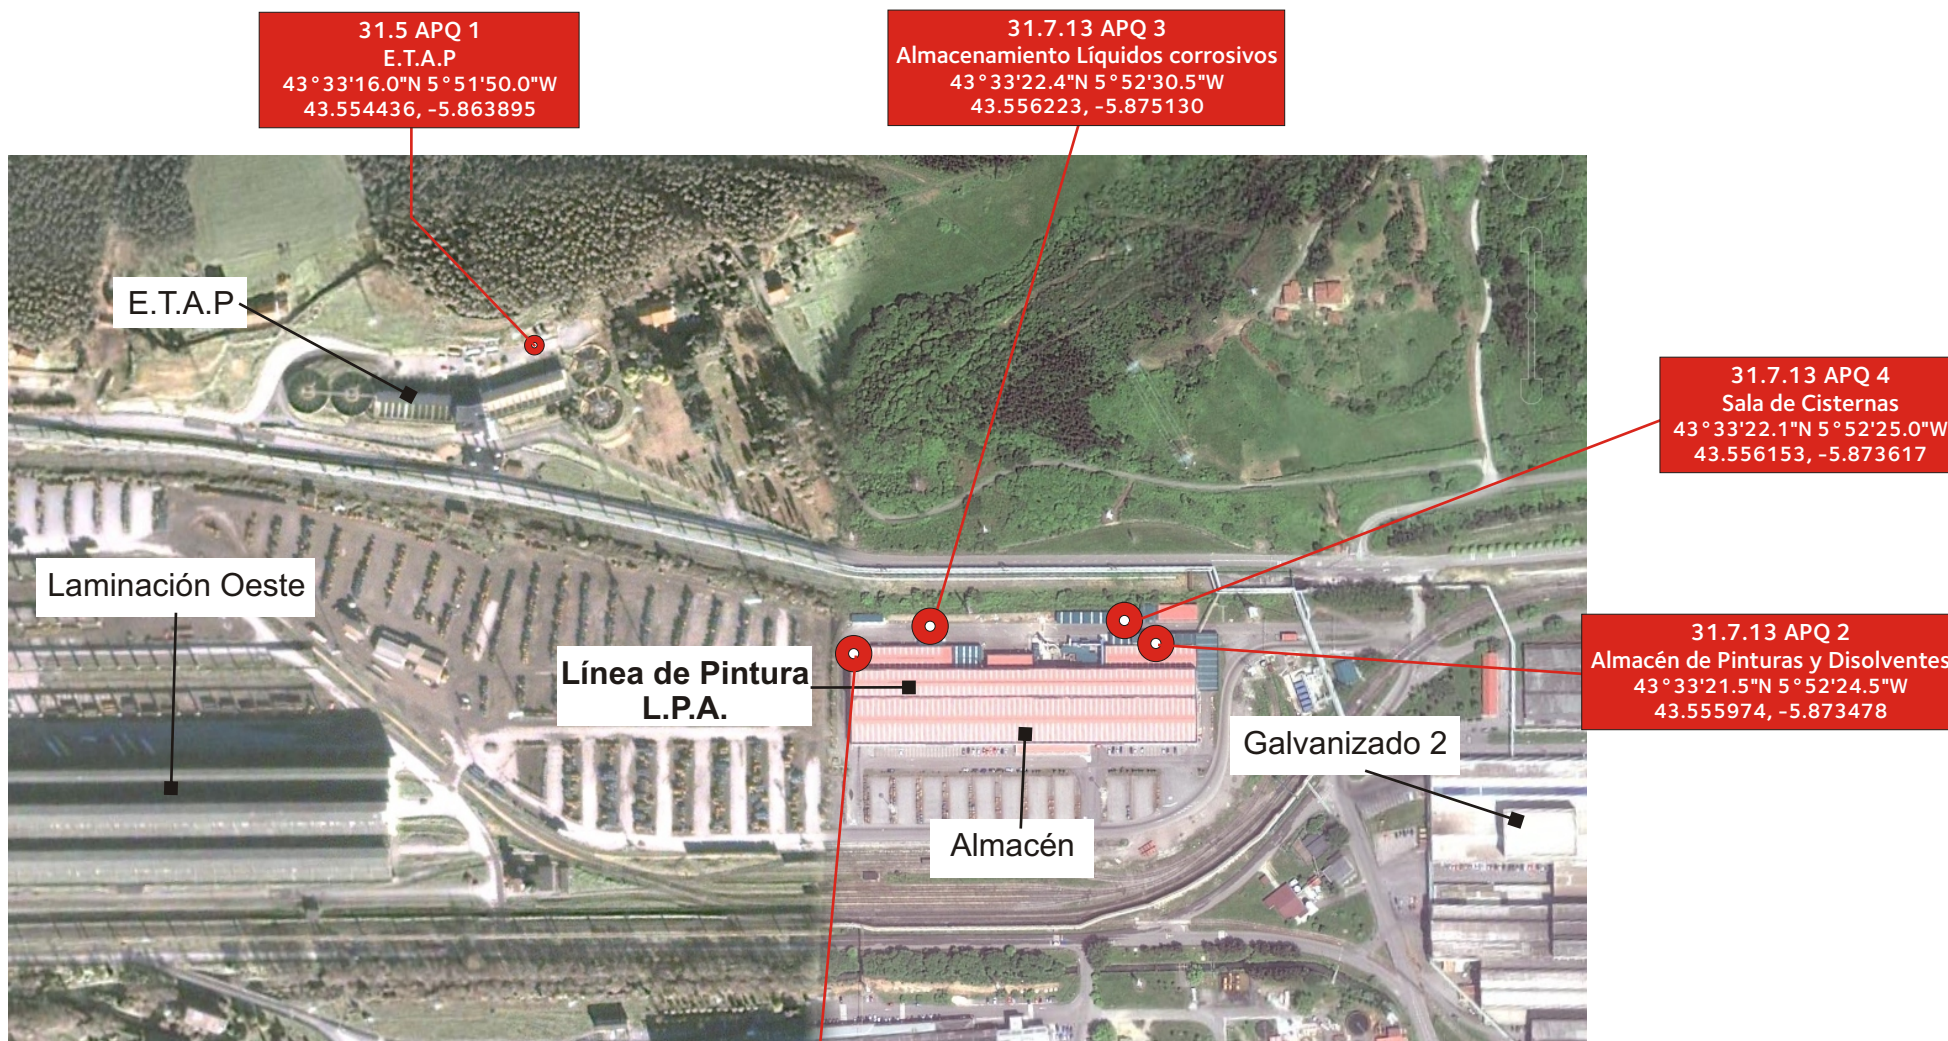 31.5 APQ 1
E.T.A.P
43°33'16.0"N 5°51'50.0"W
43.554436, -5.863895
31.7.13 APQ 3
Almacenamiento Líquidos corrosivos
43°33'22.4"N 5°52'30.5"W
43.556223, -5.875130
E.T.A.P
31.7.13 APQ 4
Sala de Cisternas
43°33'22.1"N 5°52'25.0"W
43.556153, -5.873617
Laminación Oeste
Línea de Pintura
L.P.A.
31.7.13 APQ 2
Almacén de Pinturas y Disolventes
43°33'21.5"N 5°52'24.5"W
43.555974, -5.873478
Galvanizado 2
Almacén